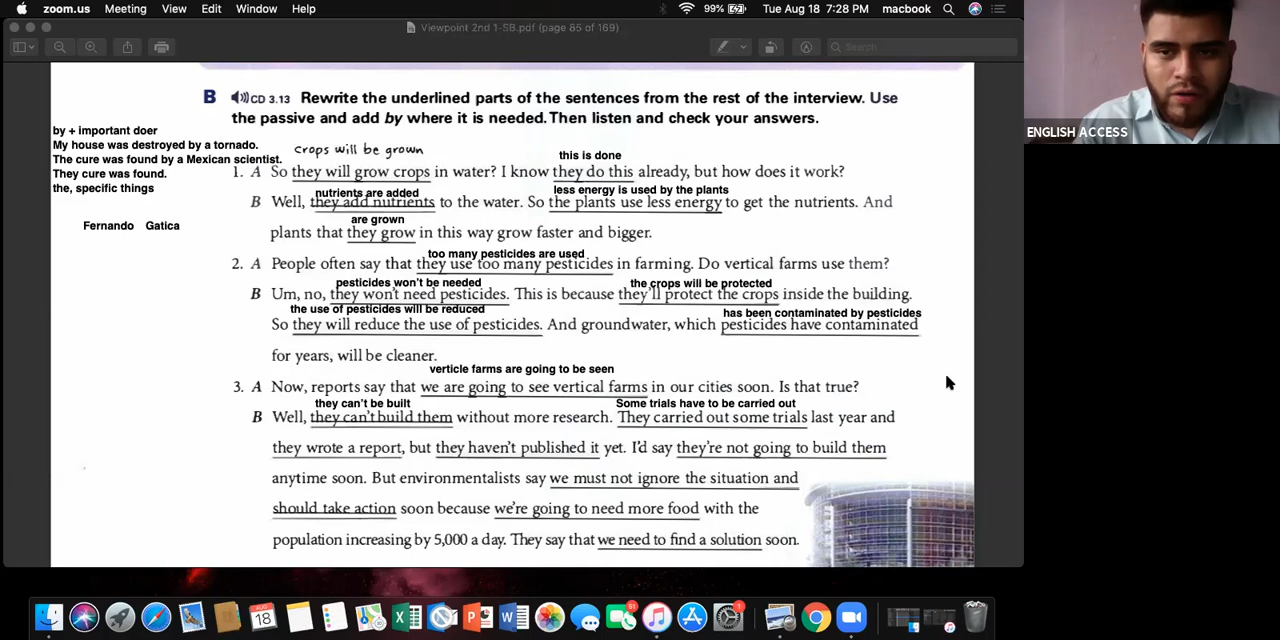 zoom.us Meeting View Edit Window Help 99% Tue Aug 18 7:28 PM macbook
Viewpoint 2nd 1-SB.pdf (page 85 of 169)
Search
B CD 3.13 Rewrite the underlined parts of the sentences from the rest of the interview. Use
the passive and add by where it is needed. Then listen and check your answers.
by + important doer
My house was destroyed by a tornado.
The cure was found by a Mexican scientist.
They cure was found.
the, specific things
Fernando Gatica
crops will be grown this is done
1. A So they will grow crops in water? I know they do this already, but how does it work?
nutrients are added less energy is used by the plants
B Well, they add nutrients to the water. So the plants use less energy to get the nutrients. And
are grown
plants that they grow in this way grow faster and bigger.
too many pesticides are used
2. A People often say that they use too many pesticides in farming. Do vertical farms use them?
pesticides won't be needed the crops will be protected
B Um, no, they won't need pesticides. This is because they'll protect the crops inside the building.
the use of pesticides will be reduced has been contaminated by pesticides
So they will reduce the use of pesticides. And groundwater, which pesticides have contaminated
for years, will be cleaner.
verticle farms are going to be seen
3. A Now, reports say that we are going to see vertical farms in our cities soon. Is that true?
they can't be built Some trials have to be carried out
B Well, they can't build them without more research. They carried out some trials last year and
they wrote a report, but they haven't published it yet. I'd say they're not going to build them
anytime soon. But environmentalists say we must not ignore the situation and
should take action soon because we're going to need more food with the
population increasing by 5,000 a day. They say that we need to find a solution soon.
ENGLISH ACCESS
AUG
18
51
1